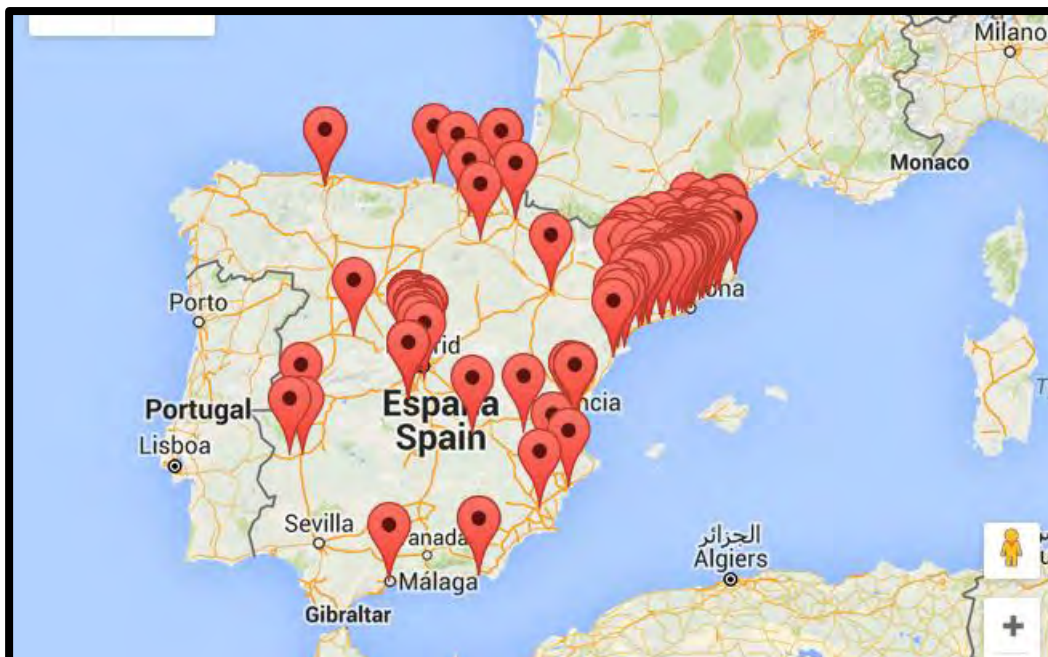 Milano
Monaco
Porto
Portugal
España
Spain
Lisboa
Sevilla
Málaga
Gibraltar
الجزائر
Algiers